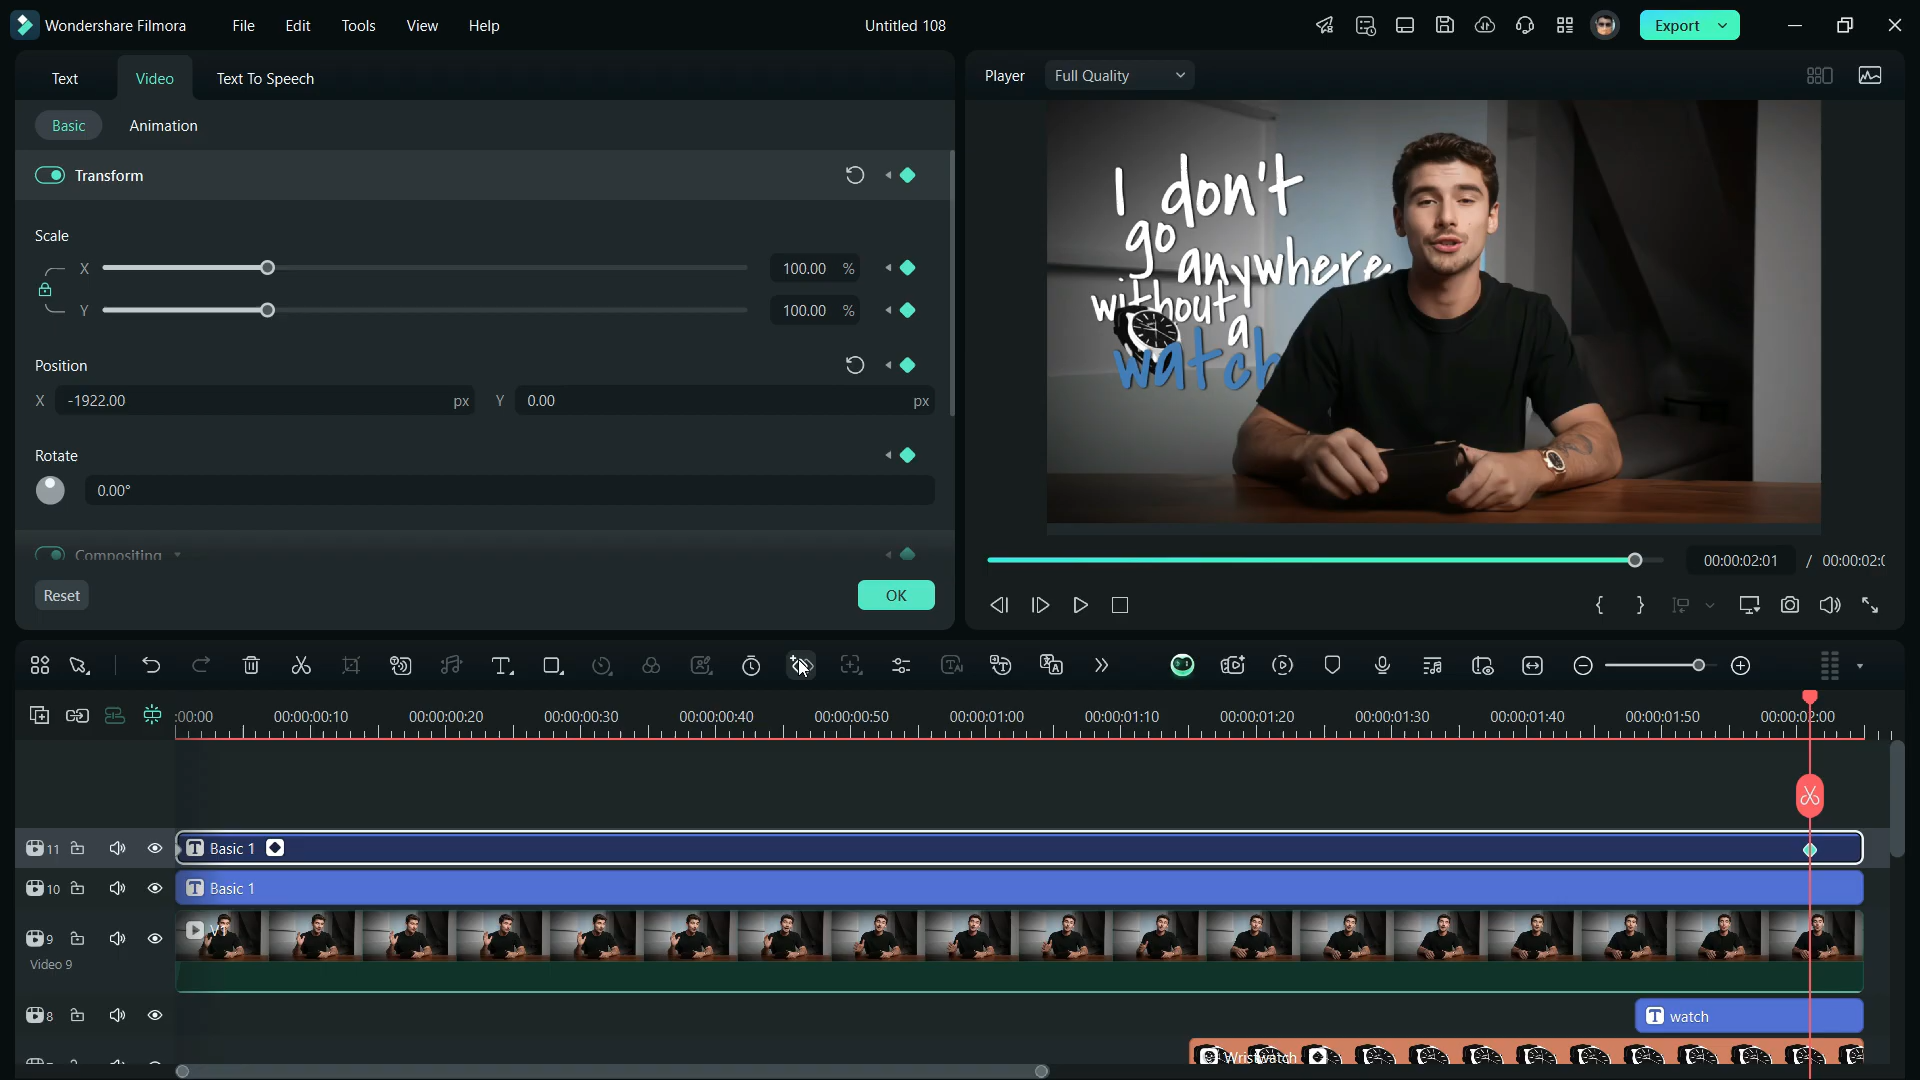 Wondershare Filmora
File
Edit
Tools
View
Help
Untitled 108
Export
Text
Video
Text To Speech
Player
Full Quality
Basic
Animation
Transform
Scale
X
100.00 %
Y
100.00 %
Position
X -1922.00 px Y 0.00 px
Rotate
0.00°
Compositing
Reset
OK
I don't
go
anywhere
without
a
watch
00:00:02:01 / 00:00:02:0
:00:00
00:00:00:10
00:00:00:20
00:00:00:30
00:00:00:40
00:00:00:50
00:00:01:00
00:00:01:10
00:00:01:20
00:00:01:30
00:00:01:40
00:00:01:50
00:00:02:00
11
T Basic 1
10
T Basic 1
9
V1
Video 9
8
T watch
Wristwatch